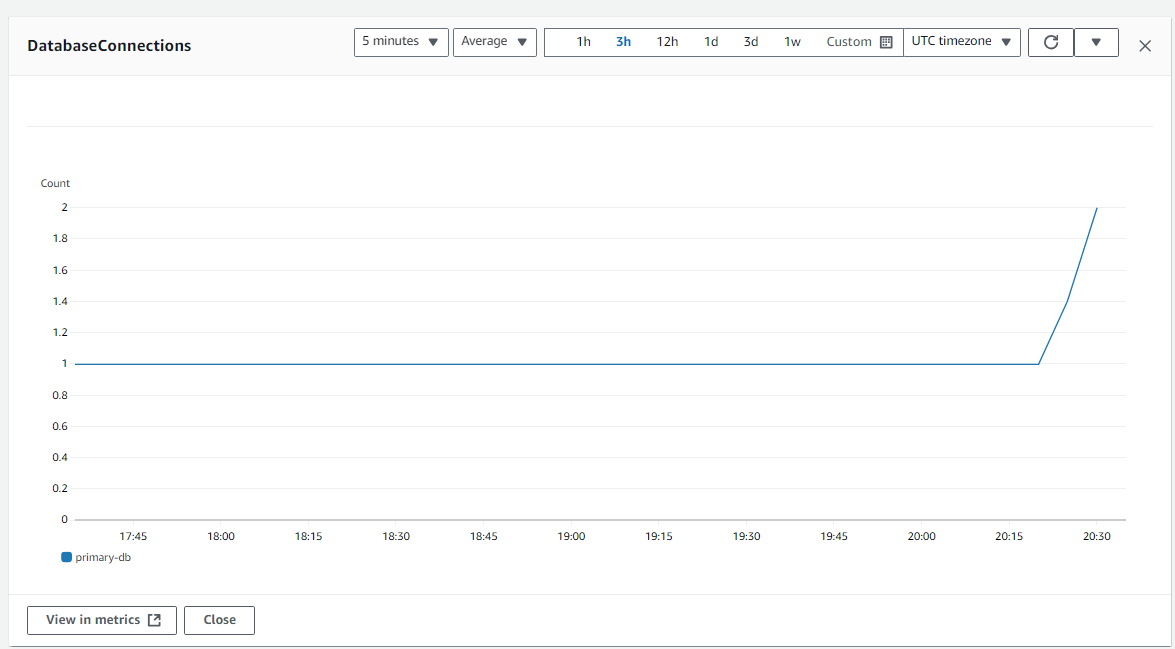 DatabaseConnections
5 minutes
Average
1h 3h 12h 1d 3d 1w Custom
UTC timezone
Count
2
1.8
1.6
1.4
1.2
1
0.8
0.6
0.4
0.2
0
17:45 18:00 18:15 18:30 18:45 19:00 19:15 19:30 19:45 20:00 20:15 20:30
primary-db
View in metrics
Close